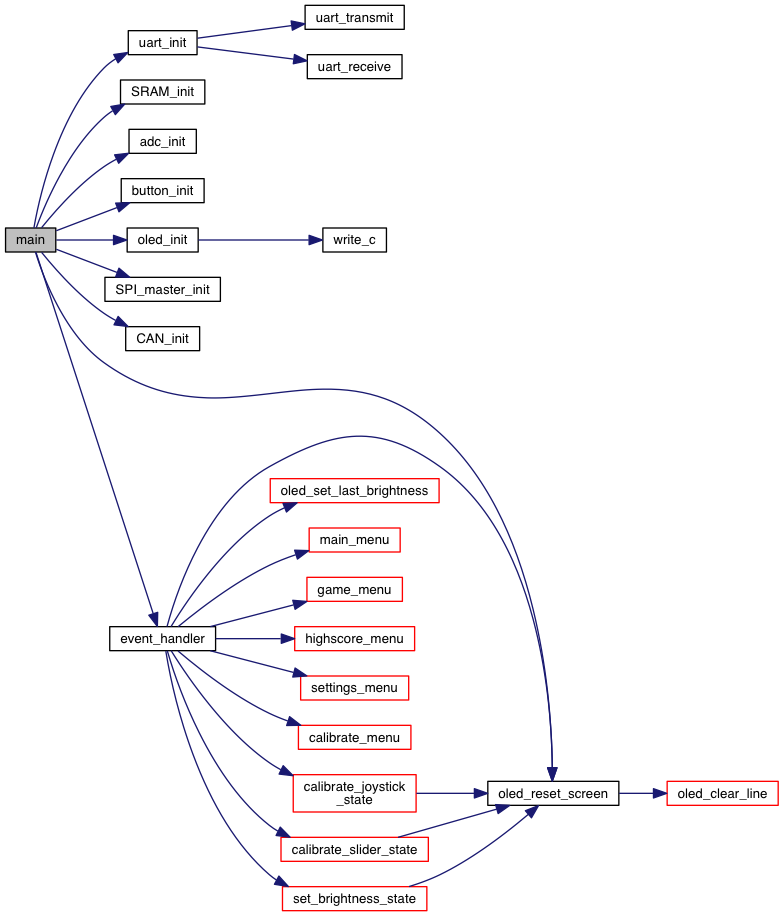 uart_transmit
uart_init
uart_receive
SRAM_init
adc_init
button_init
main
oled_init
write_c
SPI_master_init
CAN_init
oled_set_last_brightness
main_menu
game_menu
event_handler
highscore_menu
settings_menu
calibrate_menu
calibrate_joystick
_state
oled_reset_screen
oled_clear_line
calibrate_slider_state
set_brightness_state